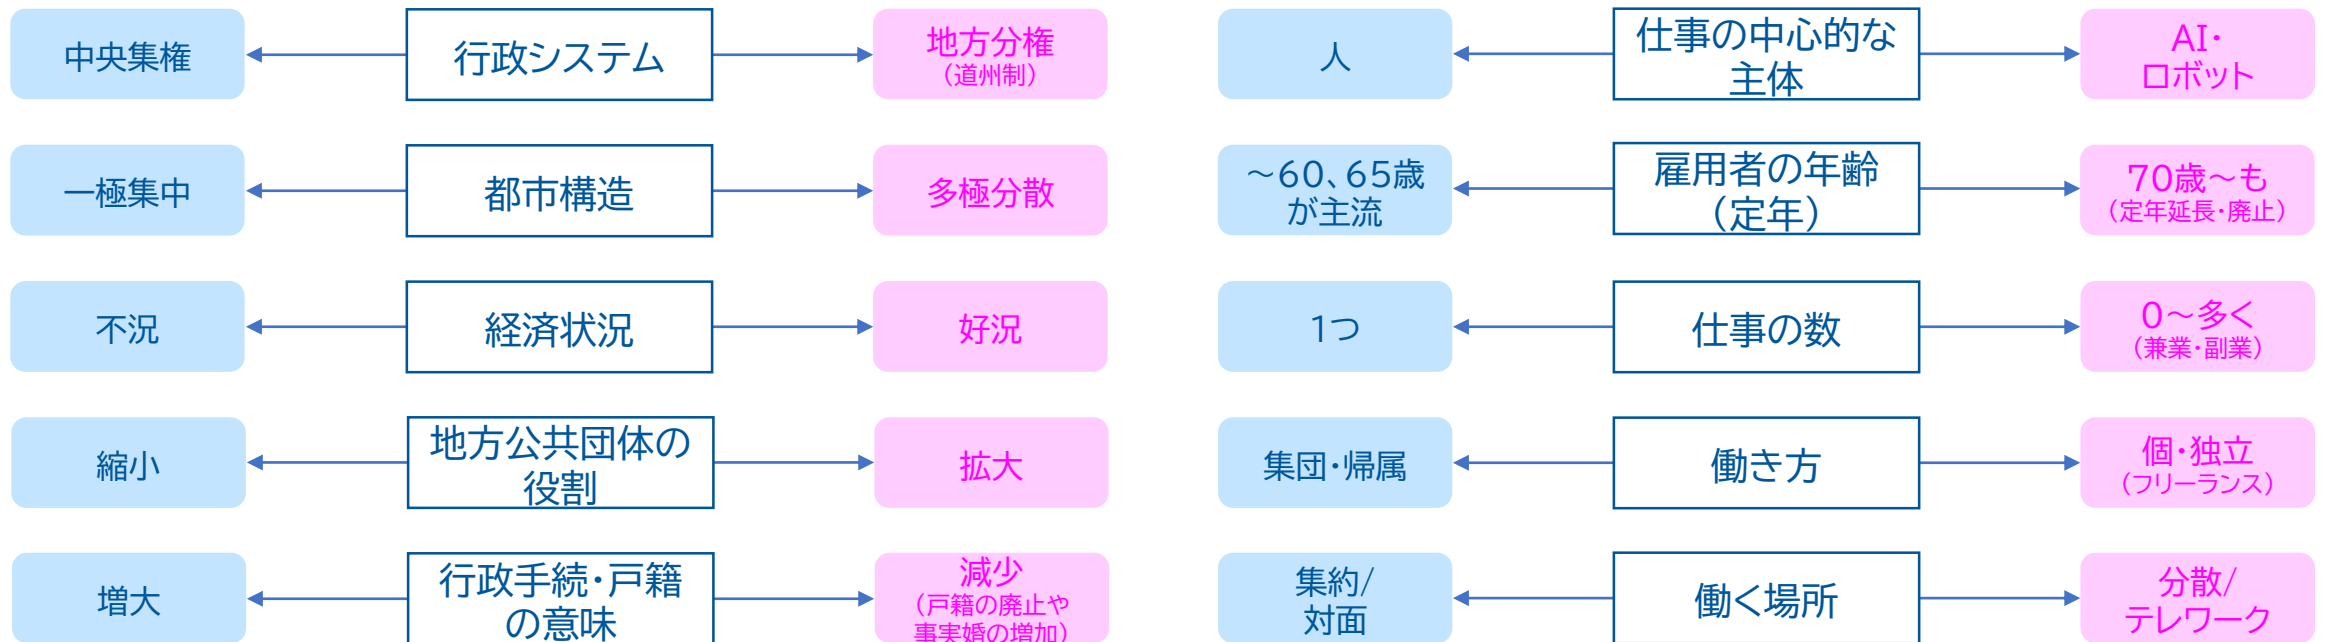 中央集権
行政システム
地方分権
（道州制）
一極集中
都市構造
多極分散
不況
経済状況
好況
縮小
地方公共団体の
役割
拡大
増大
行政手続・戸籍
の意味
減少
（戸籍の廃止や
事実婚の増加）
人
仕事の中心的な
主体
AI・
ロボット
～60、65歳
が主流
雇用者の年齢
（定年）
70歳～も
（定年延長・廃止）
1つ
仕事の数
0～多く
（兼業・副業）
集団・帰属
働き方
個・独立
（フリーランス）
集約/
対面
働く場所
分散/
テレワーク